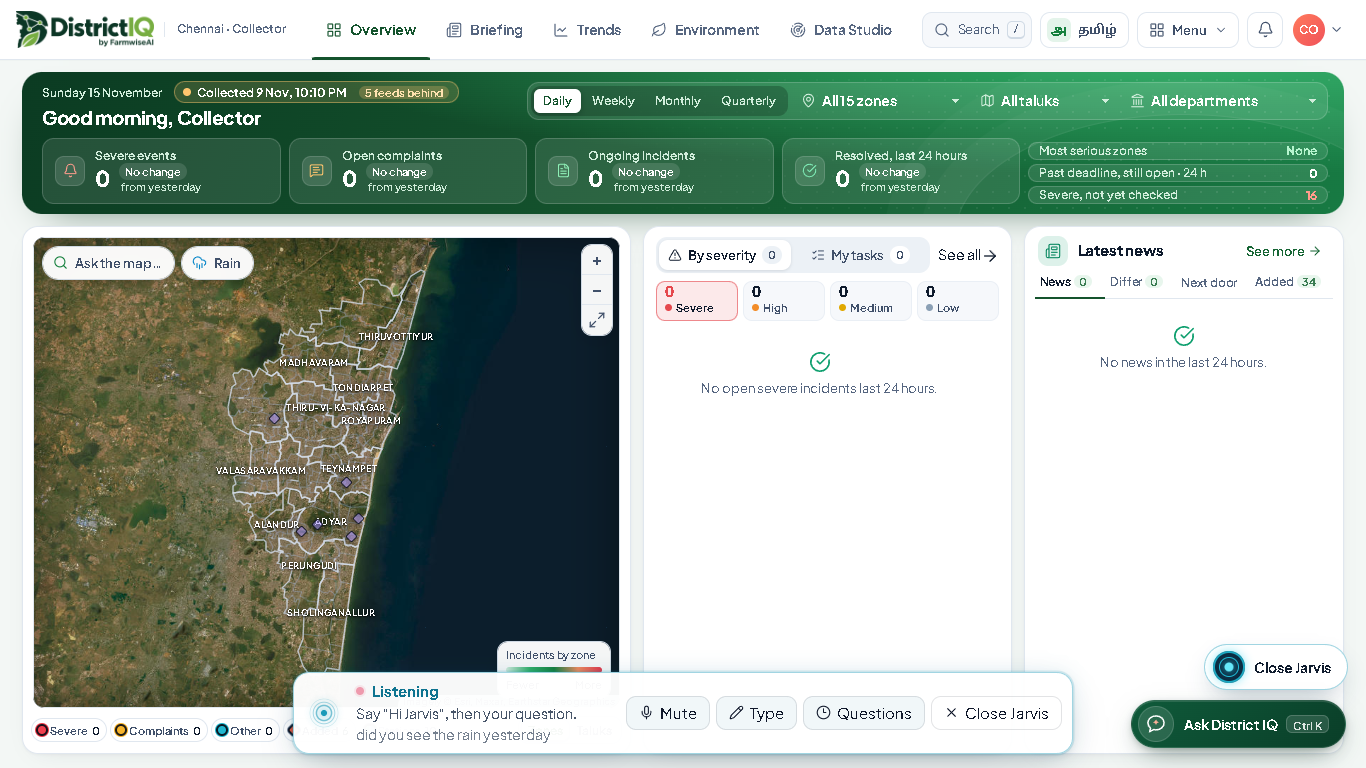 DistrictIQ
by FarmwiseAI
Chennai · Collector
Overview
Briefing
Trends
Environment
Data Studio
Search /
அ தமிழ்
Menu
CO
Sunday 15 November
Collected 9 Nov, 10:10 PM 5 feeds behind
Good morning, Collector
Daily Weekly Monthly Quarterly
All 15 zones
All taluks
All departments
Severe events
0 No change
from yesterday
Open complaints
0 No change
from yesterday
Ongoing incidents
0 No change
from yesterday
Resolved, last 24 hours
0 No change
from yesterday
Most serious zones None
Past deadline, still open · 24 h 0
Severe, not yet checked 16
Ask the map...
Rain
+
−
THIRUVOTTIYUR
MADHAVARAM
TONDIARPET
THIRU-VI-KA-NAGAR
ROYAPURAM
VALASARAVAKKAM
TEYNAMPET
ALANDUR
ADYAR
PERUNGUDI
SHOLINGANALLUR
Incidents by zone
Severe 0
Complaints 0
Other 0
By severity 0
My tasks 0
See all
0
Severe
0
High
0
Medium
0
Low
No open severe incidents last 24 hours.
Latest news
See more
News 0
Differ 0
Next door
Added 34
No news in the last 24 hours.
Listening
Say "Hi Jarvis", then your question.
did you see the rain yesterday
Mute
Type
Questions
Close Jarvis
Close Jarvis
Ask District IQ Ctrl K